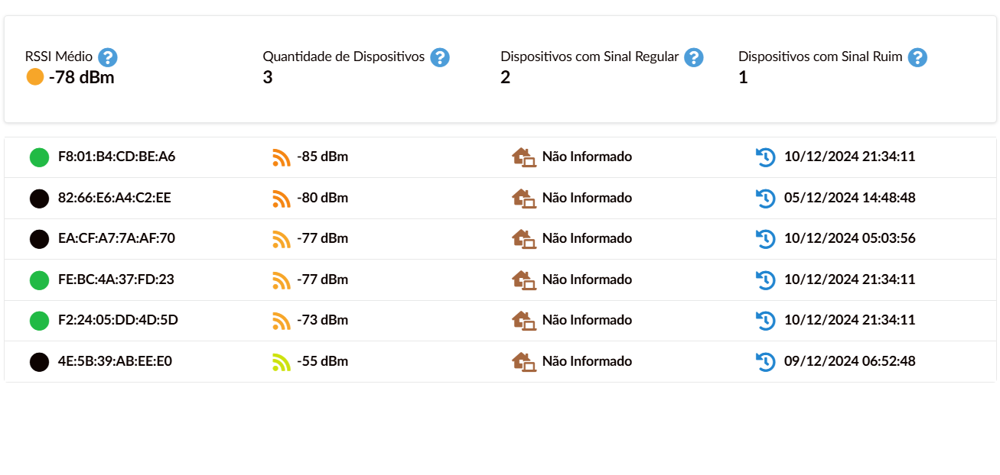 RSSI Médio ?
-78 dBm
Quantidade de Dispositivos ?
3
Dispositivos com Sinal Regular ?
2
Dispositivos com Sinal Ruim ?
1
F8:01:B4:CD:BE:A6 -85 dBm Não Informado 10/12/2024 21:34:11
82:66:E6:A4:C2:EE -80 dBm Não Informado 05/12/2024 14:48:48
EA:CF:A7:7A:AF:70 -77 dBm Não Informado 10/12/2024 05:03:56
FE:BC:4A:37:FD:23 -77 dBm Não Informado 10/12/2024 21:34:11
F2:24:05:DD:4D:5D -73 dBm Não Informado 10/12/2024 21:34:11
4E:5B:39:AB:EE:E0 -55 dBm Não Informado 09/12/2024 06:52:48